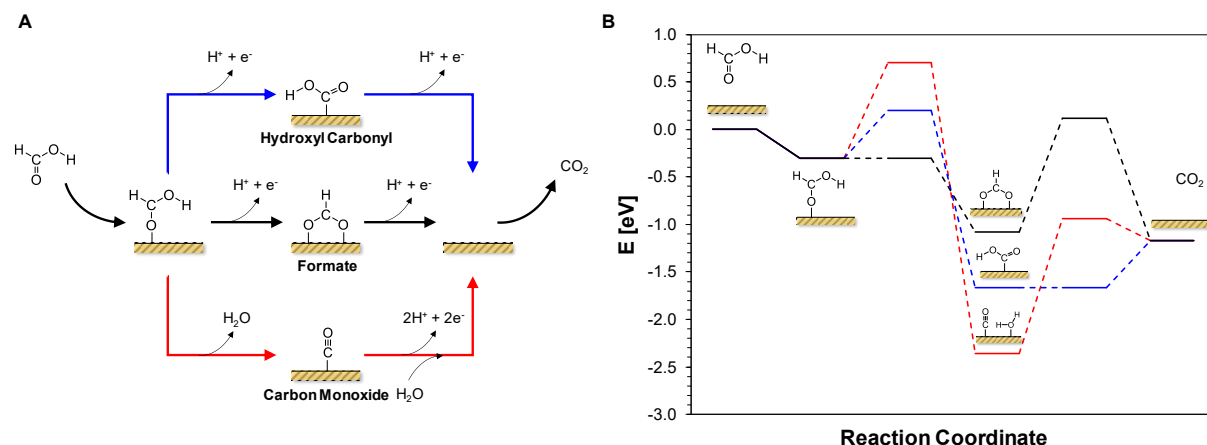 A
H⁺ + e⁻
H⁺ + e⁻
H O C O
Hydroxyl Carbonyl
H C O H O
H C O H O
H⁺ + e⁻
H⁺ + e⁻
H C O O
CO₂
Formate
H₂O
2H⁺ + 2e⁻
O C
Carbon Monoxide
H₂O
B
E [eV]
1.0
0.5
0.0
-0.5
-1.0
-1.5
-2.0
-2.5
-3.0
H C O H O
H C O H O
H C O O
H O C O
O C H O H
CO₂
Reaction Coordinate